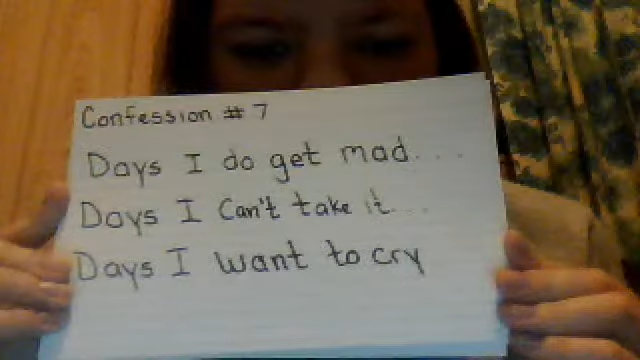 Confession # 7
Days I do get mad....
Days I Can't take it...
Days I want to cry